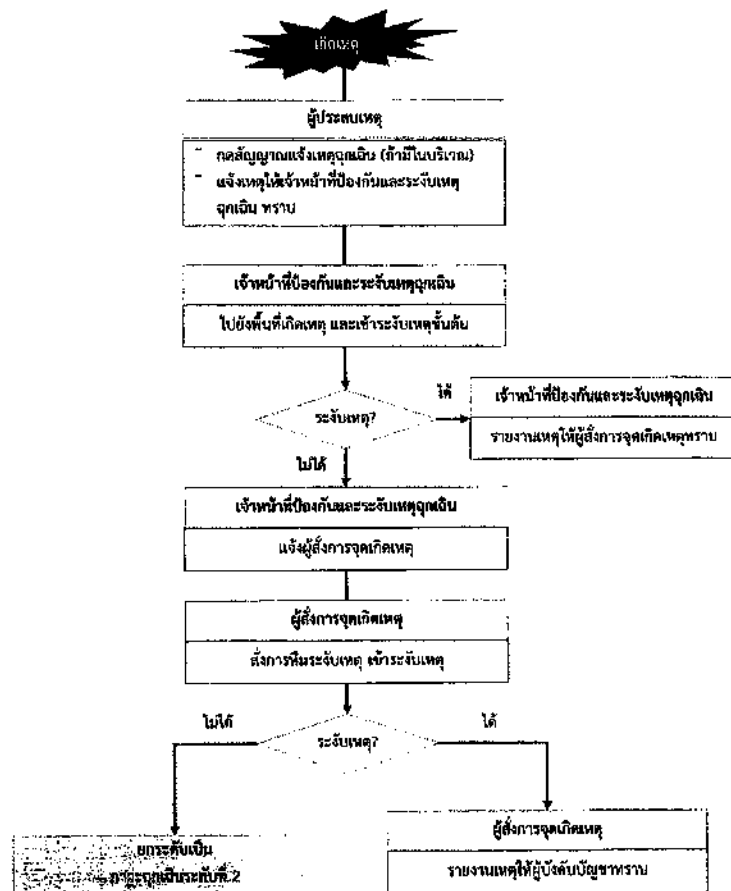 เกิดเหตุ
ผู้ประสบเหตุ
กดสัญญาณแจ้งเหตุฉุกเฉิน (ถ้ามีในบริเวณ)
แจ้งเหตุให้เจ้าหน้าที่ป้องกันและระงับเหตุ
ฉุกเฉิน ทราบ
เจ้าหน้าที่ป้องกันและระงับเหตุฉุกเฉิน
ไปยังพื้นที่เกิดเหตุ และเข้าระงับเหตุขั้นต้น
ระงับเหตุ?
ได้
เจ้าหน้าที่ป้องกันและระงับเหตุฉุกเฉิน
รายงานเหตุให้ผู้สั่งการจุดเกิดเหตุทราบ
ไม่ได้
เจ้าหน้าที่ป้องกันและระงับเหตุฉุกเฉิน
แจ้งผู้สั่งการจุดเกิดเหตุ
ผู้สั่งการจุดเกิดเหตุ
สั่งการทีมระงับเหตุ เข้าระงับเหตุ
ไม่ได้
ระงับเหตุ?
ได้
ยกระดับเป็น
ภาวะฉุกเฉินระดับที่ 2
ผู้สั่งการจุดเกิดเหตุ
รายงานเหตุให้ผู้บังคับบัญชาทราบ